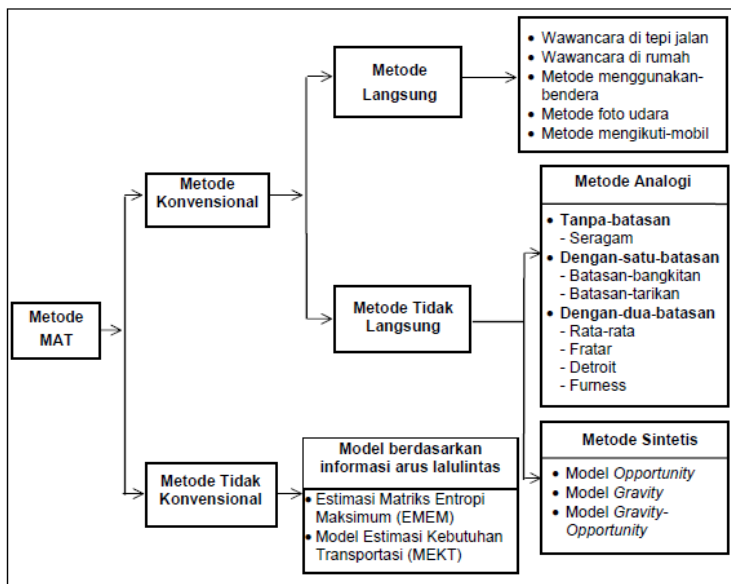 Metode
MAT
Metode
Konvensional
Metode
Langsung
• Wawancara di tepi jalan
• Wawancara di rumah
• Metode menggunakan-
bendera
• Metode foto udara
• Metode mengikuti-mobil
Metode Tidak
Langsung
Metode Analogi
• Tanpa-batasan
- Seragam
• Dengan-satu-batasan
- Batasan-bangkitan
- Batasan-tarikan
• Dengan-dua-batasan
- Rata-rata
- Fratar
- Detroit
- Furness
Metode Sintetis
• Model Opportunity
• Model Gravity
• Model Gravity-
Opportunity
Metode Tidak
Konvensional
Model berdasarkan
informasi arus lalulintas
• Estimasi Matriks Entropi
Maksimum (EMEM)
• Model Estimasi Kebutuhan
Transportasi (MEKT)